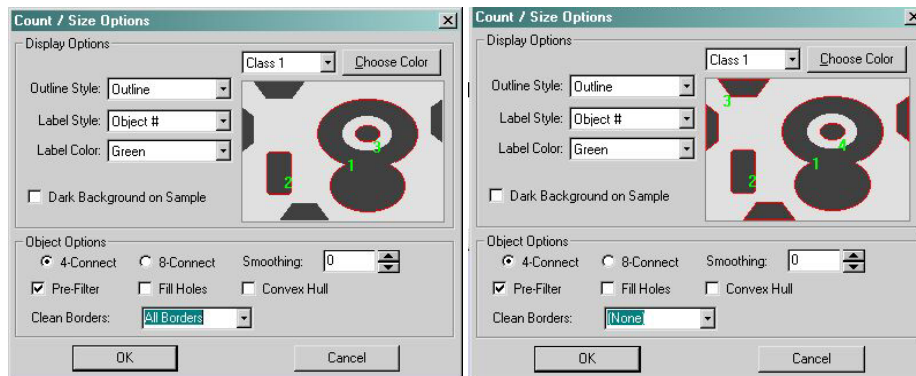 Count / Size Options
Display Options
Class 1
Choose Color
Outline Style: Outline
Label Style: Object #
Label Color: Green
Dark Background on Sample
1
2
3
Object Options
4-Connect 8-Connect Smoothing: 0
Pre-Filter Fill Holes Convex Hull
Clean Borders: All Borders
OK Cancel
Count / Size Options
Display Options
Class 1
Choose Color
Outline Style: Outline
Label Style: Object #
Label Color: Green
Dark Background on Sample
3
4
1
2
Object Options
4-Connect 8-Connect Smoothing: 0
Pre-Filter Fill Holes Convex Hull
Clean Borders: (None)
OK Cancel